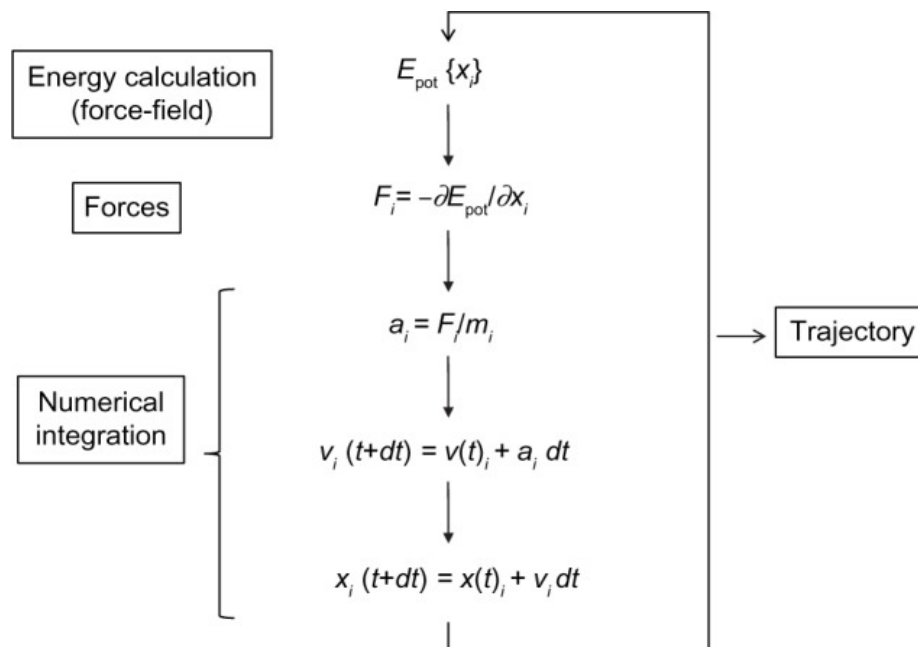 Energy calculation
(force-field)
E_pot {x_i}
Forces
F_i = −∂E_pot/∂x_i
a_i = F_i/m_i
Trajectory
Numerical
integration
v_i (t+dt) = v(t)_i + a_i dt
x_i (t+dt) = x(t)_i + v_i dt